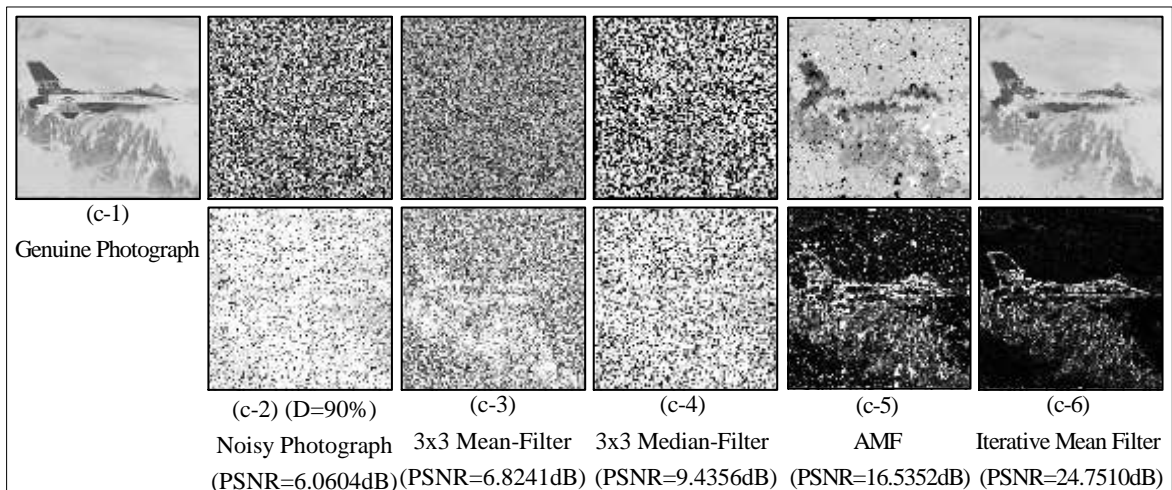 (c-1)
Genuine Photograph
(c-2) (D=90%)
Noisy Photograph
(PSNR=6.0604dB)
(c-3)
3x3 Mean-Filter
(PSNR=6.8241dB)
(c-4)
3x3 Median-Filter
(PSNR=9.4356dB)
(c-5)
AMF
(PSNR=16.5352dB)
(c-6)
Iterative Mean Filter
(PSNR=24.7510dB)